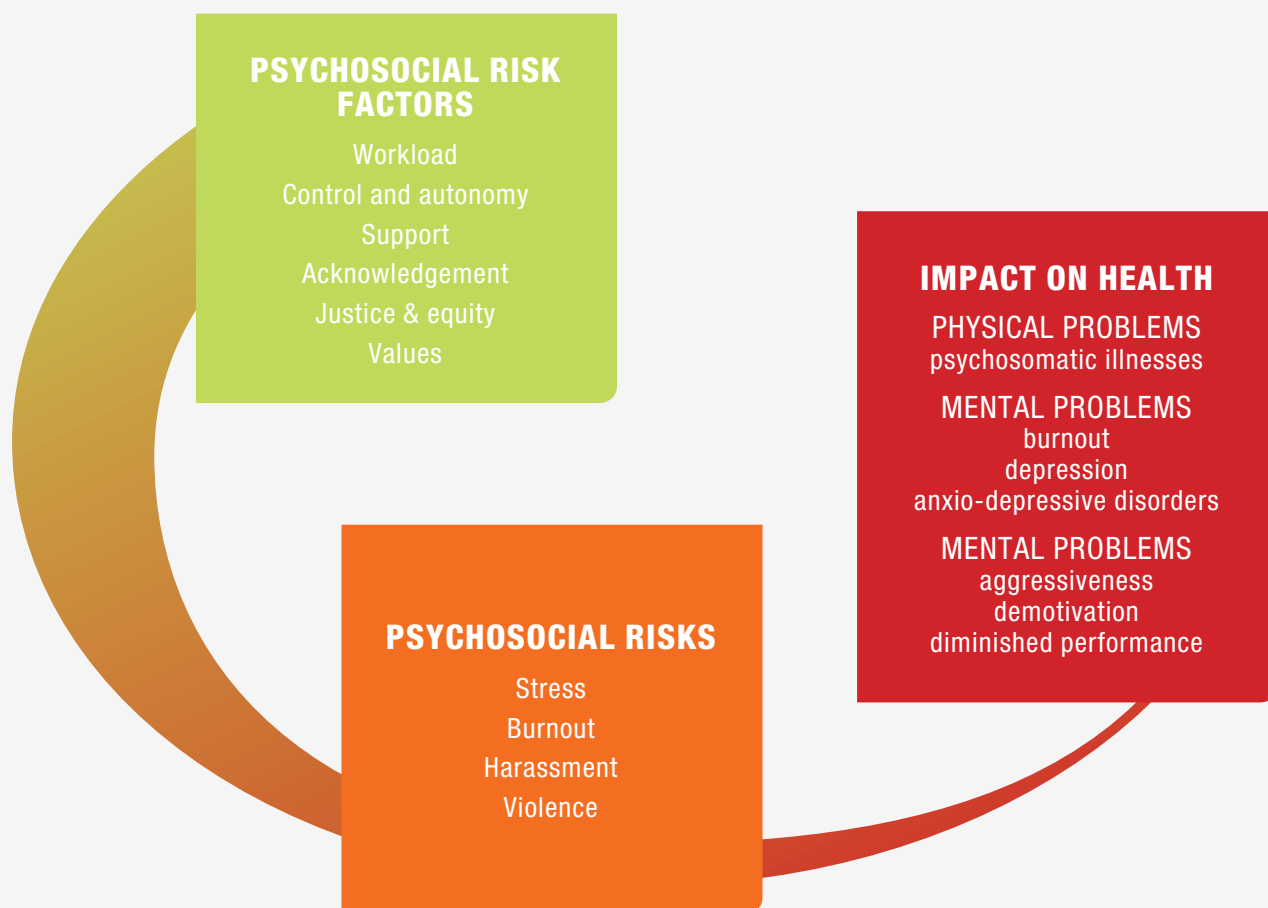 PSYCHOSOCIAL RISK
FACTORS
Workload
Control and autonomy
Support
Acknowledgement
Justice & equity
Values
PSYCHOSOCIAL RISKS
Stress
Burnout
Harassment
Violence
IMPACT ON HEALTH
PHYSICAL PROBLEMS
psychosomatic illnesses
MENTAL PROBLEMS
burnout
depression
anxio-depressive disorders
MENTAL PROBLEMS
aggressiveness
demotivation
diminished performance